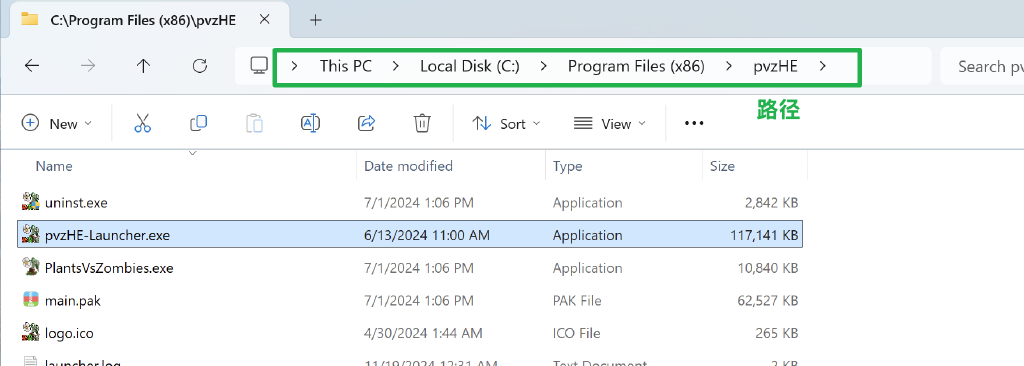 C:\Program Files (x86)\pvzHE
This PC > Local Disk (C:) > Program Files (x86) > pvzHE >
Search pv
路径
New
Sort
View
Name Date modified Type Size
uninst.exe 7/1/2024 1:06 PM Application 2,842 KB
pvzHE-Launcher.exe 6/13/2024 11:00 AM Application 117,141 KB
PlantsVsZombies.exe 7/1/2024 1:06 PM Application 10,840 KB
main.pak 7/1/2024 1:06 PM PAK File 62,527 KB
logo.ico 4/30/2024 1:44 AM ICO File 265 KB
launcher.log 11/19/2024 12:31 AM Text Document 2 KB